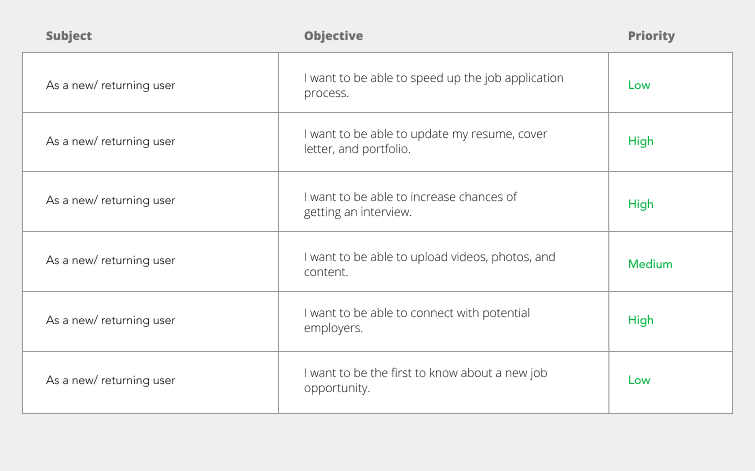 Subject Objective Priority
As a new/ returning user
I want to be able to speed up the job application
process.
Low
As a new/ returning user
I want to be able to update my resume, cover
letter, and portfolio.
High
As a new/ returning user
I want to be able to increase chances of
getting an interview.
High
As a new/ returning user
I want to be able to upload videos, photos, and
content.
Medium
As a new/ returning user
I want to be able to connect with potential
employers.
High
As a new/ returning user
I want to be the first to know about a new job
opportunity.
Low